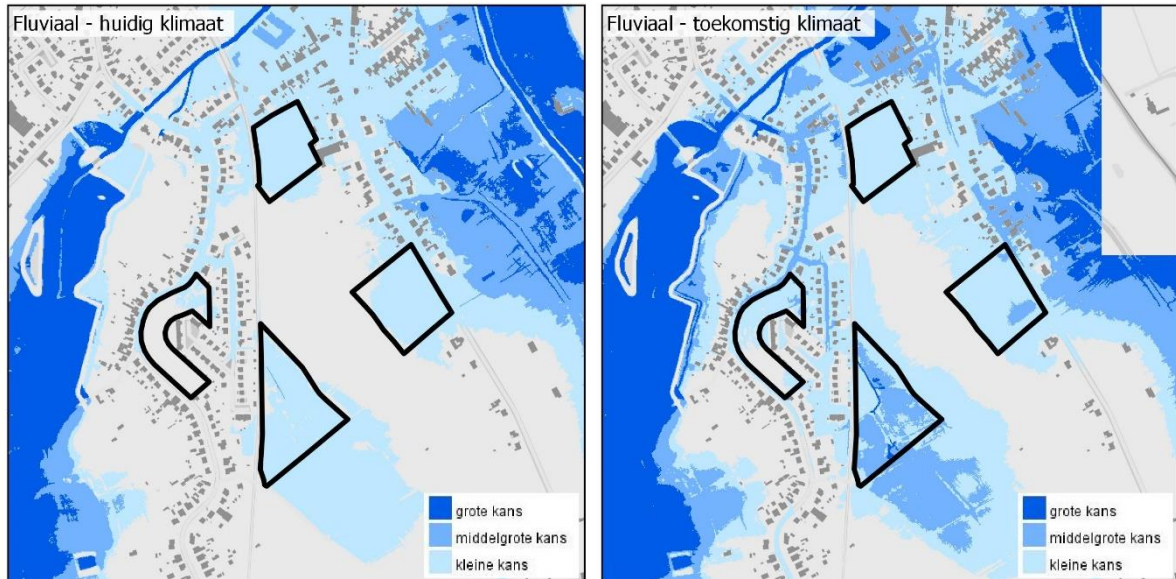 Fluviaal - huidig klimaat
grote kans
middelgrote kans
kleine kans
Fluviaal - toekomstig klimaat
grote kans
middelgrote kans
kleine kans